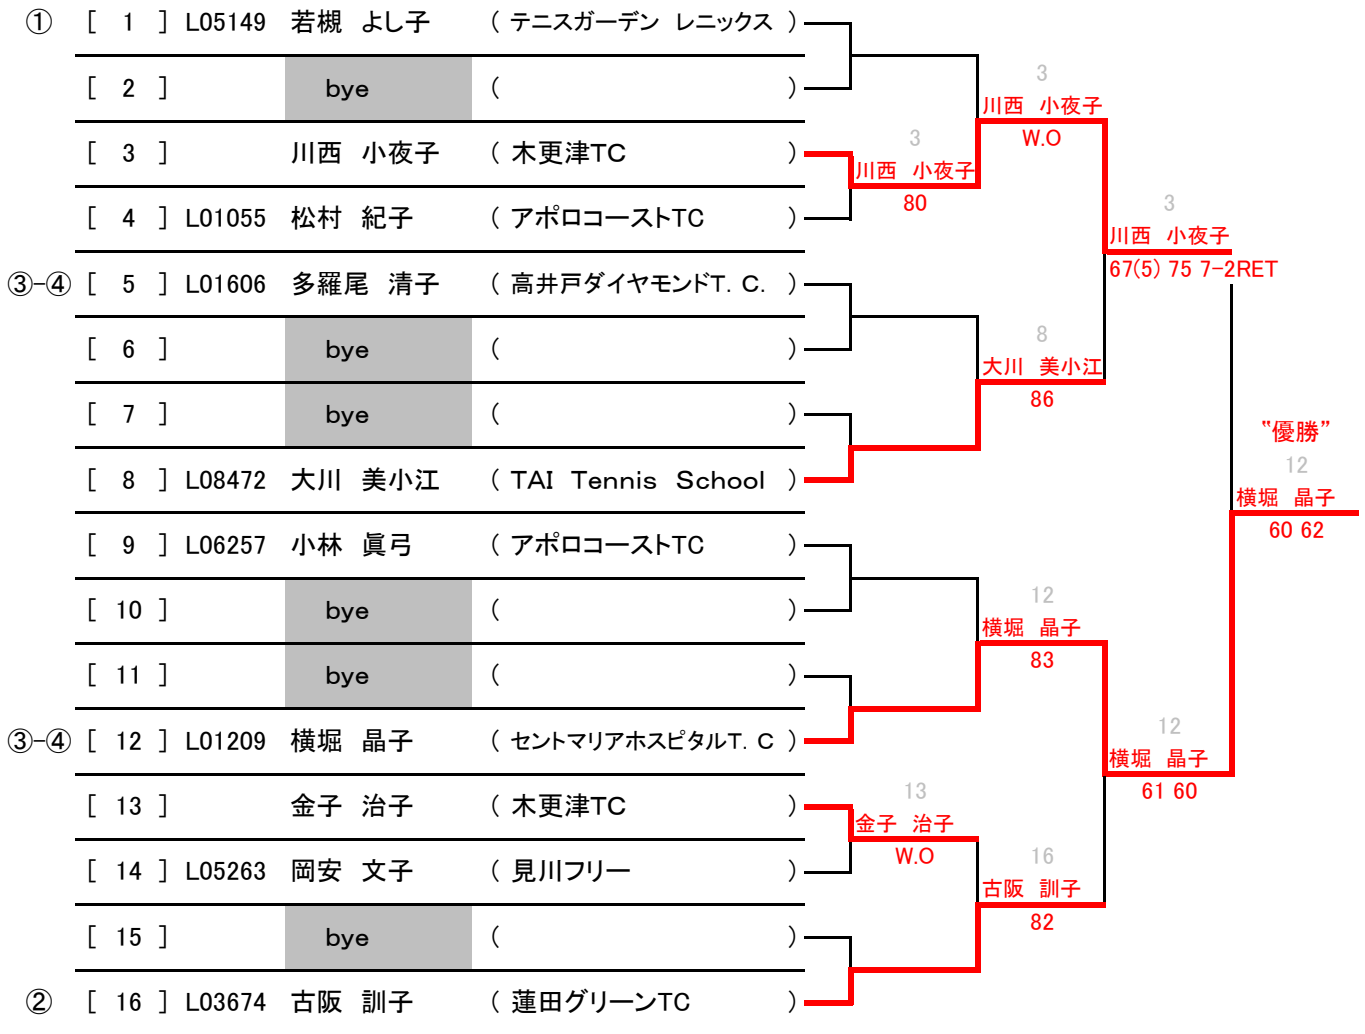 ① [ 1 ] L05149 若槻 よし子 ( テニスガーデン レニックス )
[ 2 ] bye ( )
[ 3 ] 川西 小夜子 ( 木更津TC )
[ 4 ] L01055 松村 紀子 ( アポロコーストTC )
③-④ [ 5 ] L01606 多羅尾 清子 ( 高井戸ダイヤモンドT. C. )
[ 6 ] bye ( )
[ 7 ] bye ( )
[ 8 ] L08472 大川 美小江 ( TAI Tennis School )
[ 9 ] L06257 小林 眞弓 ( アポロコーストTC )
[ 10 ] bye ( )
[ 11 ] bye ( )
③-④ [ 12 ] L01209 横堀 晶子 ( セントマリアホスピタルT. C )
[ 13 ] 金子 治子 ( 木更津TC )
[ 14 ] L05263 岡安 文子 ( 見川フリー )
[ 15 ] bye ( )
② [ 16 ] L03674 古阪 訓子 ( 蓮田グリーンTC )
3
川西 小夜子
80
13
金子 治子
W.O
3
川西 小夜子
W.O
8
大川 美小江
86
12
横堀 晶子
83
16
古阪 訓子
82
3
川西 小夜子
67(5) 75 7-2RET
12
横堀 晶子
61 60
“優勝”
12
横堀 晶子
60 62